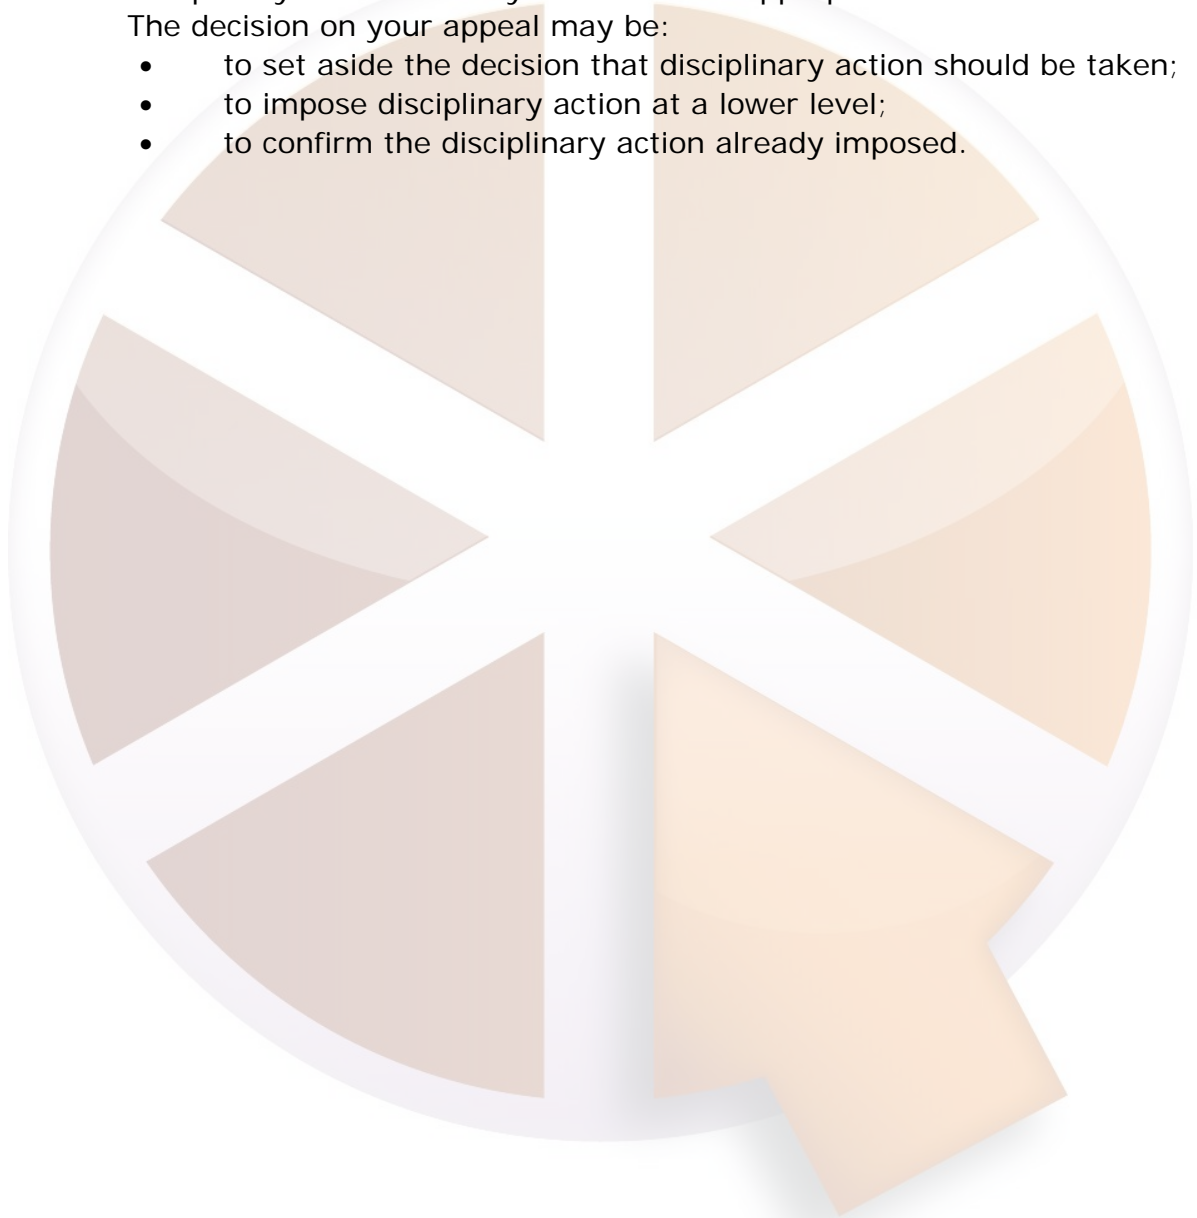 The decision on your appeal may be:
• to set aside the decision that disciplinary action should be taken;
• to impose disciplinary action at a lower level;
• to confirm the disciplinary action already imposed.